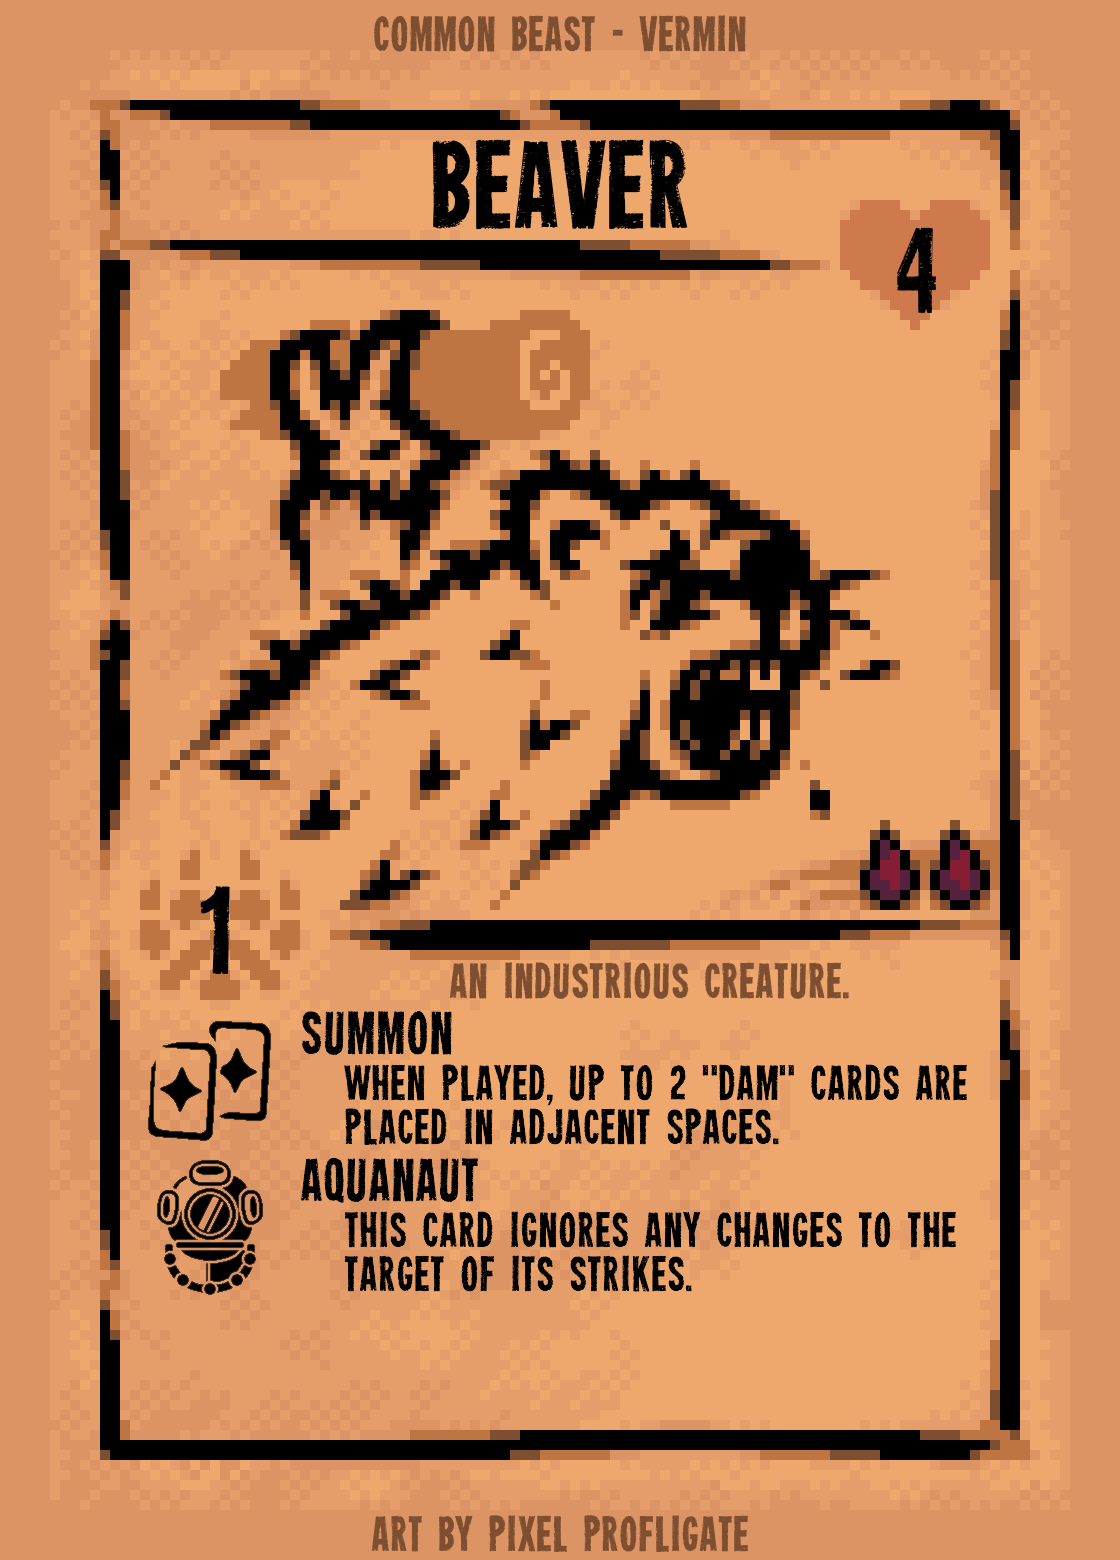 COMMON BEAST - VERMIN
BEAVER
4
1
AN INDUSTRIOUS CREATURE.
SUMMON
WHEN PLAYED, UP TO 2 "DAM" CARDS ARE
PLACED IN ADJACENT SPACES.
AQUANAUT
THIS CARD IGNORES ANY CHANGES TO THE
TARGET OF ITS STRIKES.
ART BY PIXEL PROFLIGATE